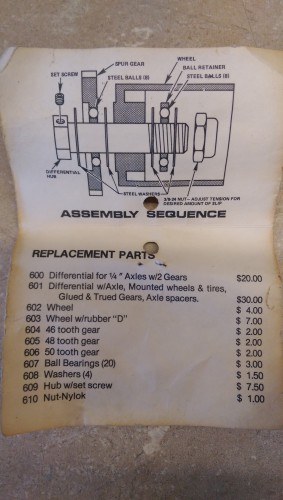 SPUR GEAR
WHEEL
BALL RETAINER
SET SCREW
STEEL BALLS (8)
STEEL BALLS (8)
DIFFERENTIAL
HUB
STEEL WASHERS
3/8 IN NUT— ADJUST TENSION FOR
DESIRED AMOUNT OF SLIP
ASSEMBLY SEQUENCE
REPLACEMENT PARTS
600 Differential for ¼" Axles w/2 Gears $20.00
601 Differential w/Axle, Mounted wheels & tires,
Glued & Trued Gears, Axle spacers. $30.00
602 Wheel $ 4.00
603 Wheel w/rubber "D" $ 7.00
604 46 tooth gear $ 2.00
605 48 tooth gear $ 2.00
606 50 tooth gear $ 2.00
607 Ball Bearings (20) $ 3.00
608 Washers (4) $ 1.50
609 Hub w/set screw $ 7.50
610 Nut-Nylok $ 1.00